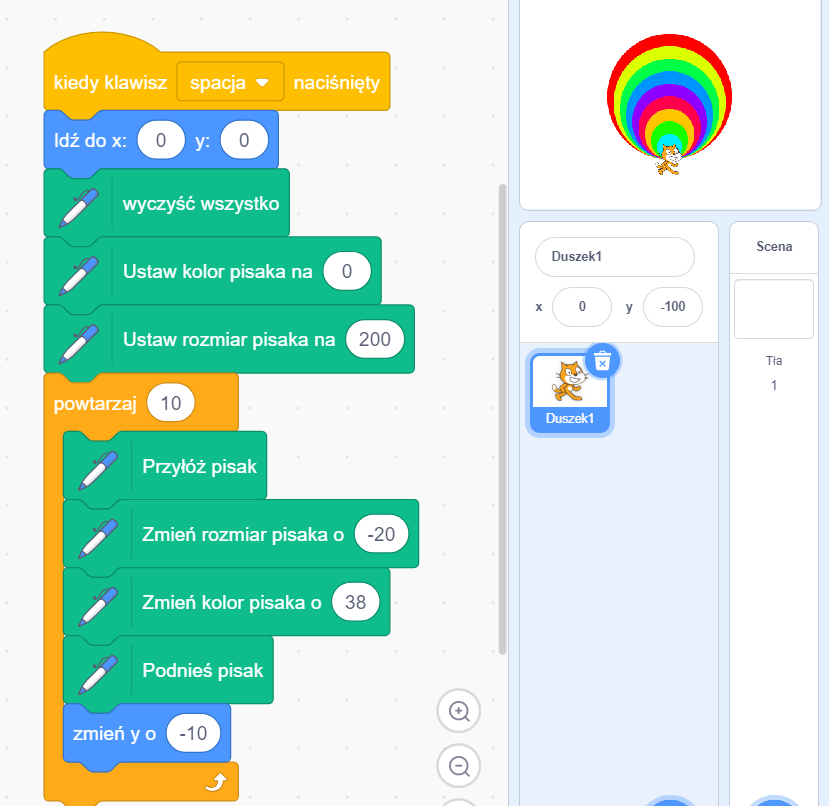 kiedy klawisz spacja naciśnięty
Idź do x: 0 y: 0
wyczyść wszystko
Ustaw kolor pisaka na 0
Ustaw rozmiar pisaka na 200
powtarzaj 10
Przyłóż pisak
Zmień rozmiar pisaka o -20
Zmień kolor pisaka o 38
Podnieś pisak
zmień y o -10
Duszek1
x 0 y -100
Duszek1
Scena
Tła
1